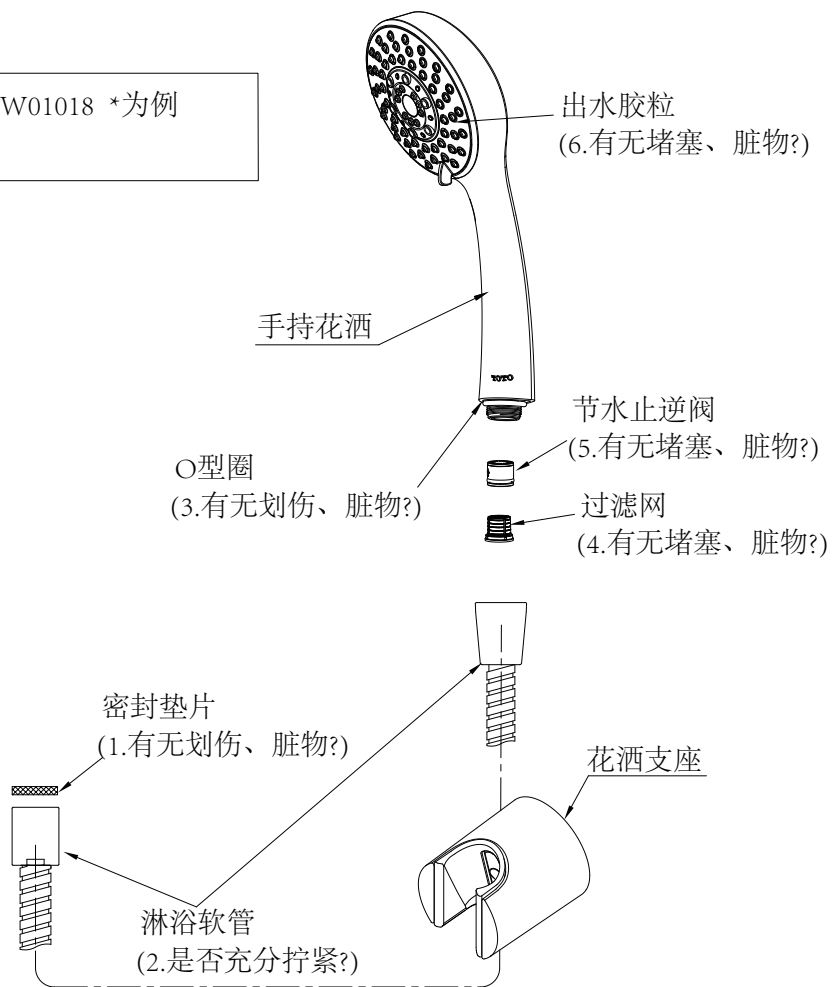 W01018 *为例
出水胶粒
(6.有无堵塞、脏物?)
手持花洒
TOTO
节水止逆阀
(5.有无堵塞、脏物?)
O型圈
(3.有无划伤、脏物?)
过滤网
(4.有无堵塞、脏物?)
密封垫片
(1.有无划伤、脏物?)
花洒支座
淋浴软管
(2.是否充分拧紧?)